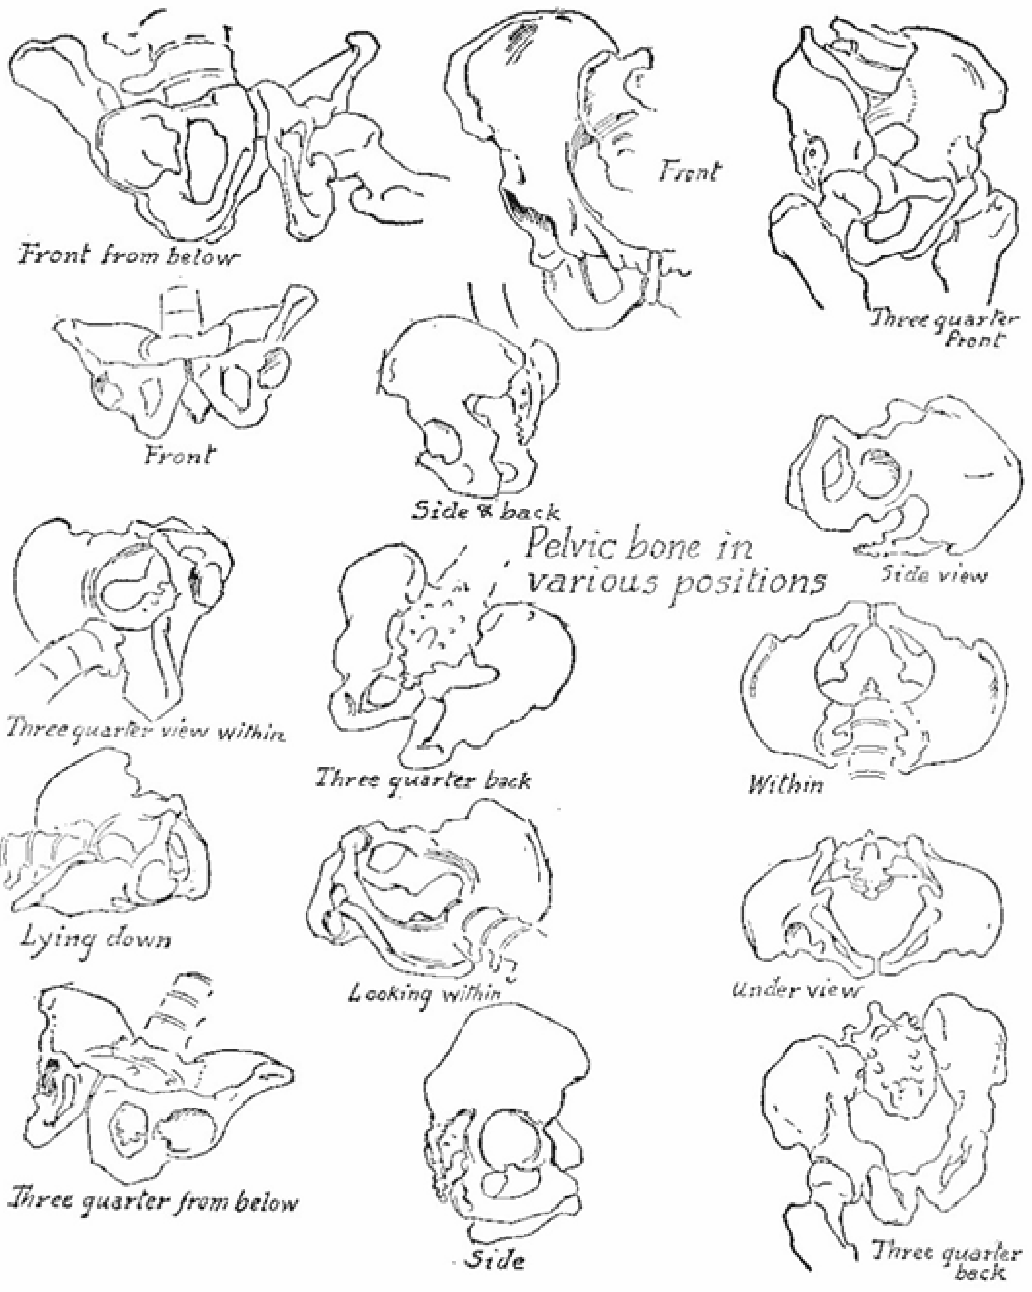 Front from below
Front
Three quarter
front
Front
Side & back
Side view
Pelvic bone in
various positions
Three quarter view within
Three quarter back
Within
Lying down
Looking within
Under view
Three quarter from below
Side
Three quarter
back